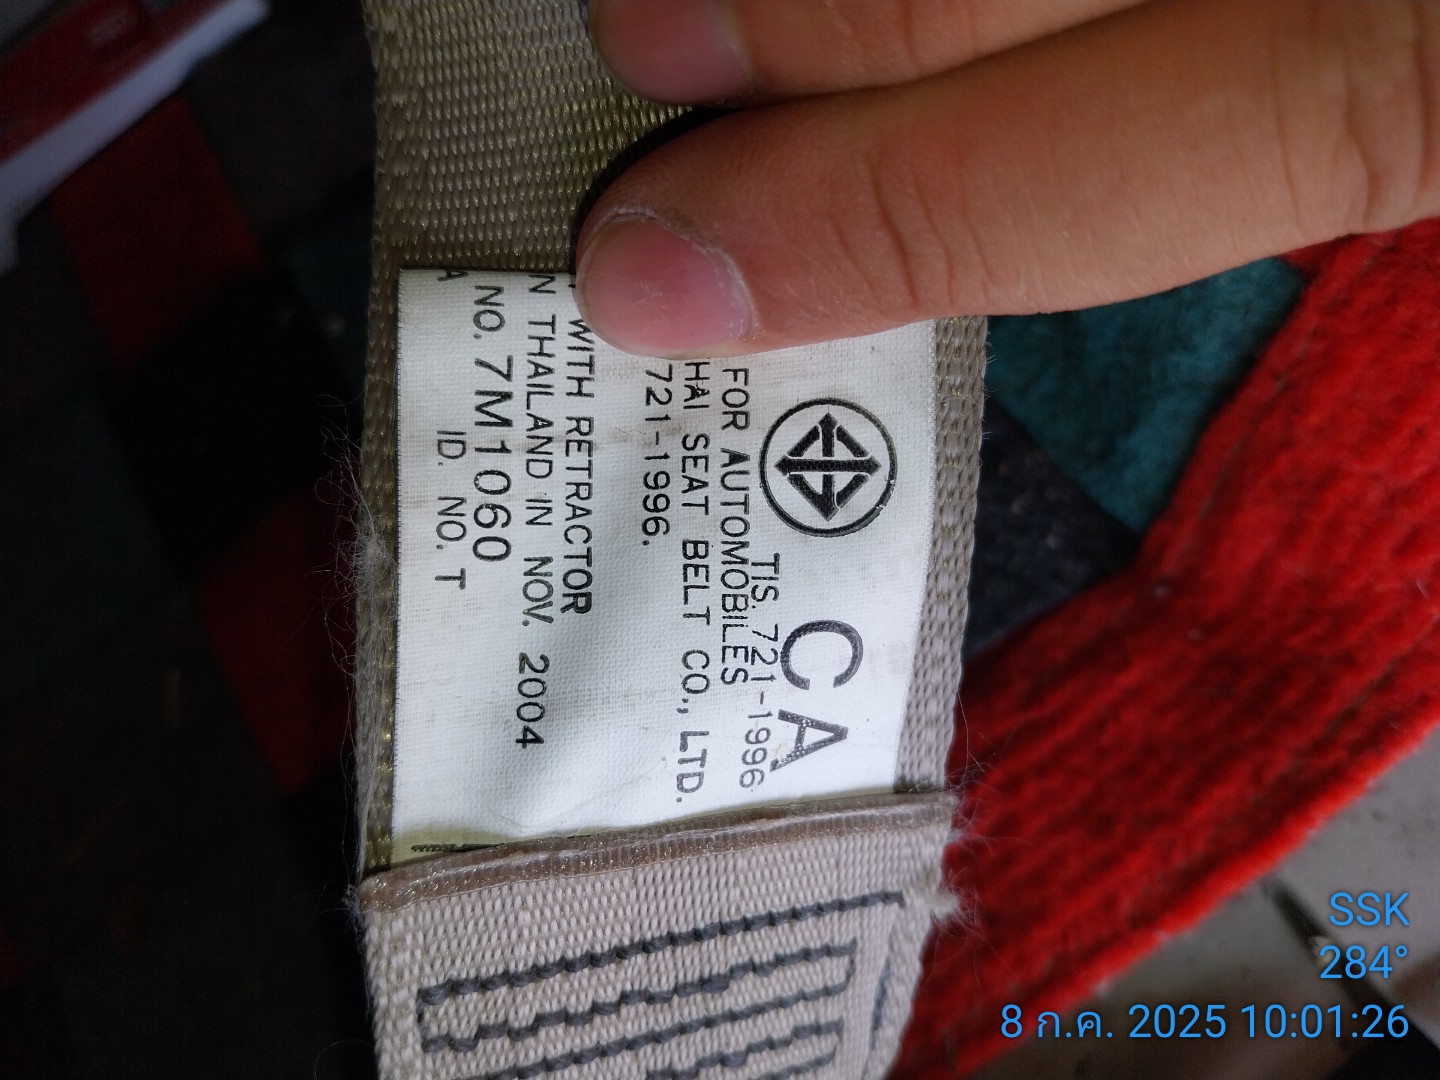 CA
TIS. 721-1996
FOR AUTOMOBILES
HAI SEAT BELT CO., LTD.
721-1996.
WITH RETRACTOR
N THAILAND IN NOV. 2004
NO. 7M1060
A ID. NO. T
SSK
284°
8 ก.ค. 2025 10:01:26